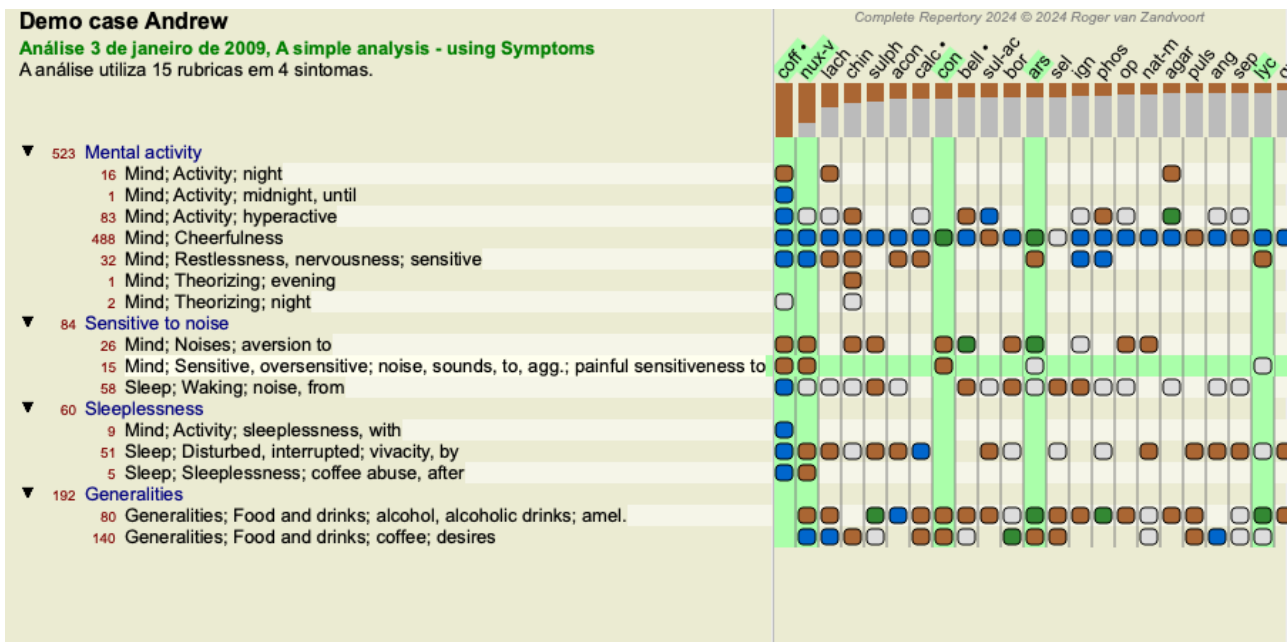 Demo case Andrew
Complete Repertory 2024 © 2024 Roger van Zandvoort
Análise 3 de janeiro de 2009, A simple analysis - using Symptoms
A análise utiliza 15 rubricas em 4 sintomas.
coff • nux-v lach chin sulph acon calc • con bell • sul-ac bor ars sel ign phos op nat-m agar puls ang sep lyc
▼ 523 Mental activity
16 Mind; Activity; night
1 Mind; Activity; midnight, until
83 Mind; Activity; hyperactive
488 Mind; Cheerfulness
32 Mind; Restlessness, nervousness; sensitive
1 Mind; Theorizing; evening
2 Mind; Theorizing; night
▼ 84 Sensitive to noise
26 Mind; Noises; aversion to
15 Mind; Sensitive, oversensitive; noise, sounds, to, agg.; painful sensitiveness to
58 Sleep; Waking; noise, from
▼ 60 Sleeplessness
9 Mind; Activity; sleeplessness, with
51 Sleep; Disturbed, interrupted; vivacity, by
5 Sleep; Sleeplessness; coffee abuse, after
▼ 192 Generalities
80 Generalities; Food and drinks; alcohol, alcoholic drinks; amel.
140 Generalities; Food and drinks; coffee; desires